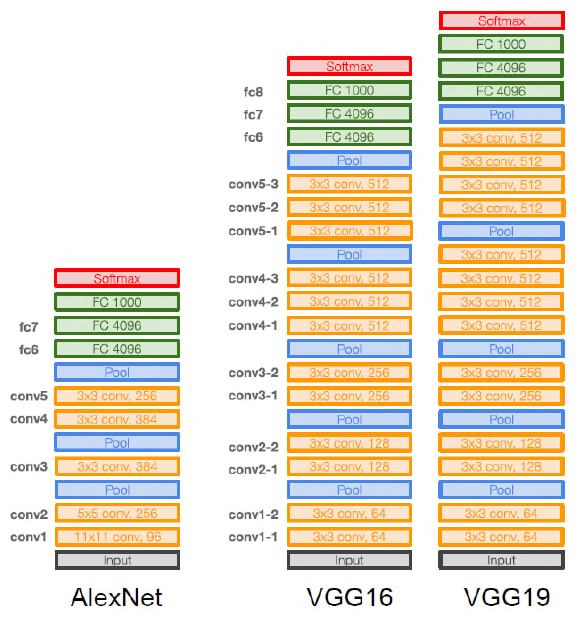 Softmax
FC 1000
fc7 FC 4096
fc6 FC 4096
Pool
conv5 3x3 conv, 256
conv4 3x3 conv, 384
Pool
conv3 3x3 conv, 384
Pool
conv2 5x5 conv, 256
conv1 11x11 conv, 96
Input
AlexNet
Softmax
fc8 FC 1000
fc7 FC 4096
fc6 FC 4096
Pool
conv5-3 3x3 conv, 512
conv5-2 3x3 conv, 512
conv5-1 3x3 conv, 512
Pool
conv4-3 3x3 conv, 512
conv4-2 3x3 conv, 512
conv4-1 3x3 conv, 512
Pool
conv3-2 3x3 conv, 256
conv3-1 3x3 conv, 256
Pool
conv2-2 3x3 conv, 128
conv2-1 3x3 conv, 128
Pool
conv1-2 3x3 conv, 64
conv1-1 3x3 conv, 64
Input
VGG16
Softmax
FC 1000
FC 4096
FC 4096
Pool
3x3 conv, 512
3x3 conv, 512
3x3 conv, 512
3x3 conv, 512
Pool
3x3 conv, 512
3x3 conv, 512
3x3 conv, 512
3x3 conv, 512
Pool
3x3 conv, 256
3x3 conv, 256
Pool
3x3 conv, 128
3x3 conv, 128
Pool
3x3 conv, 64
3x3 conv, 64
Input
VGG19